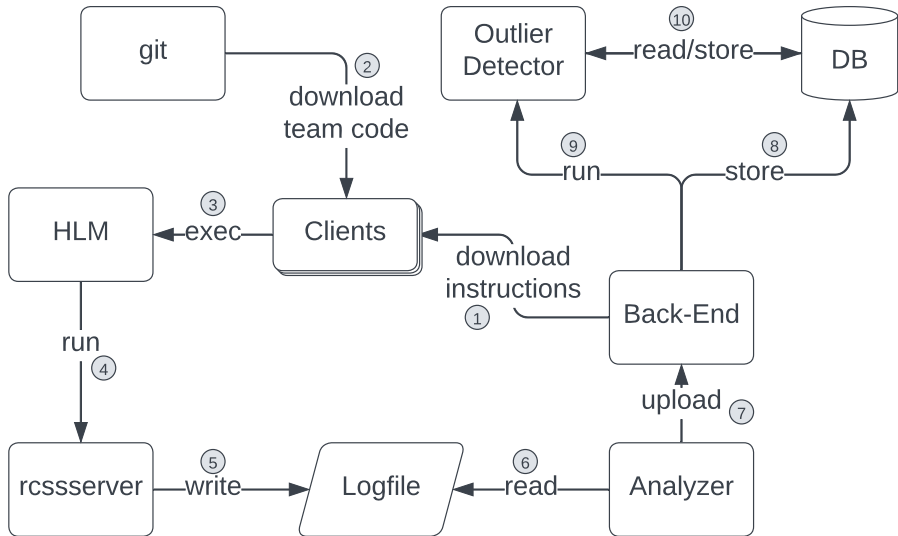 git
Outlier
Detector
10
read/store
DB
2
download
team code
9
run
8
store
HLM
3
exec
Clients
download
instructions
1
Back-End
run
4
upload
7
rcssserver
5
write
Logfile
6
read
Analyzer